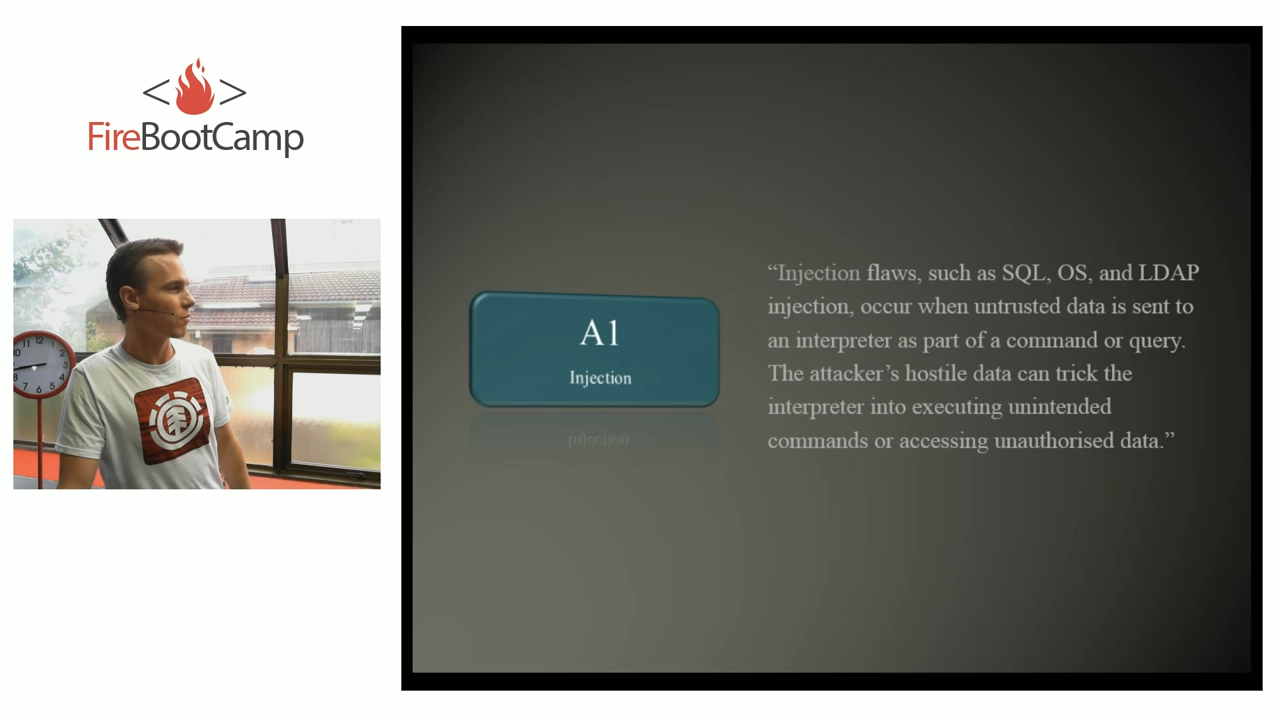 FireBootCamp
A1
Injection
“Injection flaws, such as SQL, OS, and LDAP
injection, occur when untrusted data is sent to
an interpreter as part of a command or query.
The attacker’s hostile data can trick the
interpreter into executing unintended
commands or accessing unauthorised data.”